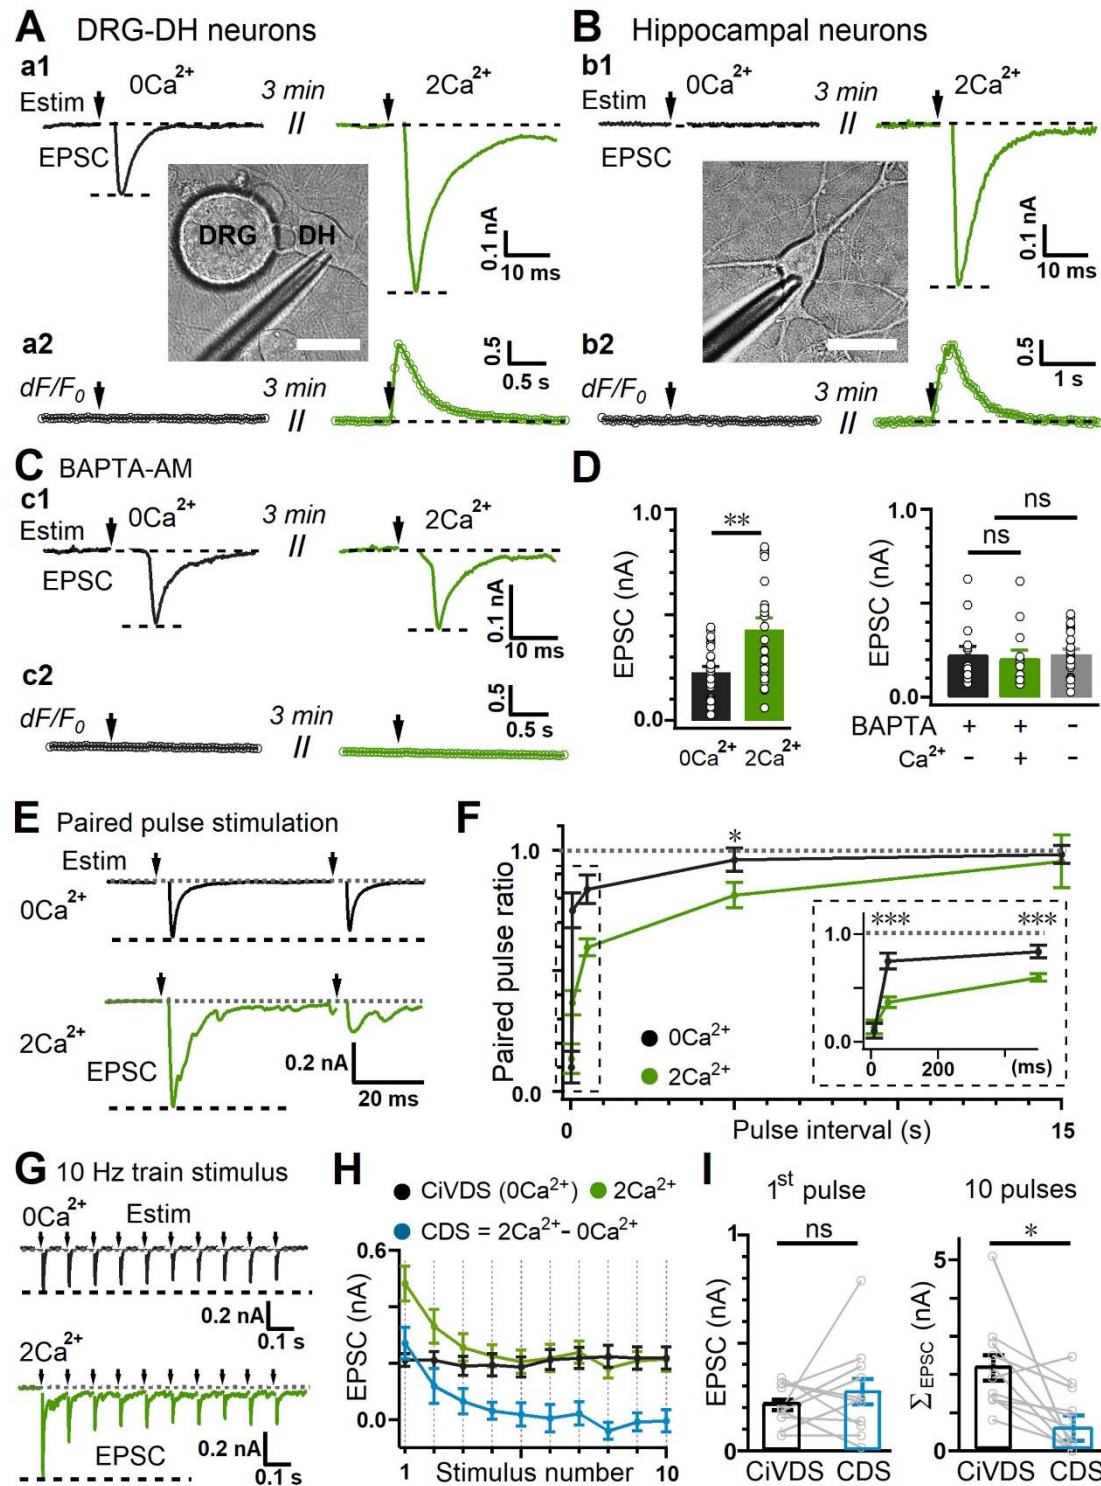 A DRG-DH neurons
a1
Estim 0Ca2+ 3 min 2Ca2+
//
EPSC
DRG DH
0.1 nA
10 ms
a2
dF/F0 3 min
//
0.5
0.5 s
B Hippocampal neurons
b1
Estim 0Ca2+ 3 min 2Ca2+
//
EPSC
0.1 nA
10 ms
b2
dF/F0 3 min
//
0.5
1 s
C BAPTA-AM
c1
Estim 0Ca2+ 3 min 2Ca2+
//
EPSC
0.1 nA
10 ms
c2
dF/F0 3 min
//
0.5
0.5 s
D
EPSC (nA)
1.0
0.0
**
0Ca2+ 2Ca2+
EPSC (nA)
1.0
0.0
ns
ns
BAPTA + + -
Ca2+ - + -
E Paired pulse stimulation
Estim
0Ca2+
2Ca2+
EPSC
0.2 nA
20 ms
F
Paired pulse ratio
1.0
0.0
*
0Ca2+
2Ca2+
0 15
Pulse interval (s)
*** ***
1.0
0.0
0 200 (ms)
G 10 Hz train stimulus
0Ca2+ Estim
0.2 nA
0.1 s
2Ca2+
EPSC
0.2 nA
0.1 s
H
CiVDS (0Ca2+) 2Ca2+
CDS = 2Ca2+ - 0Ca2+
EPSC (nA)
0.6
0.0
1 Stimulus number 10
I
1st pulse
ns
EPSC (nA)
1
0
CiVDS CDS
10 pulses
*
Σ EPSC (nA)
5
0
CiVDS CDS